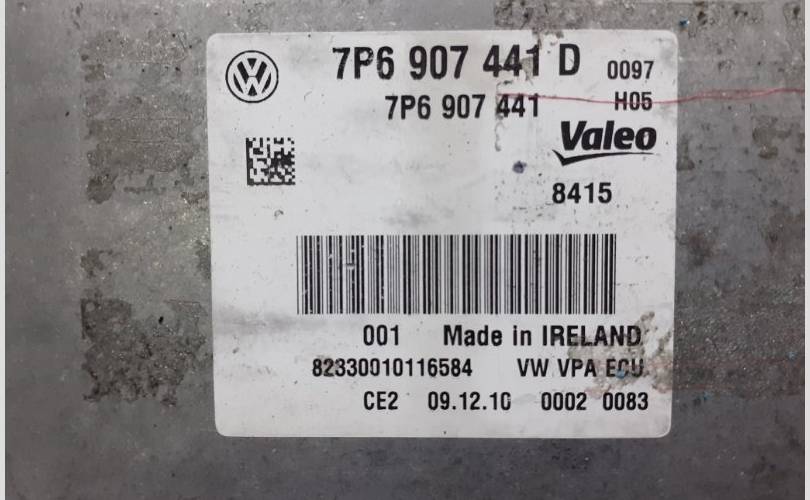 7P6 907 441 D 0097
7P6 907 441 H05
Valeo
8415
001 Made in IRELAND
82330010116584 VW VPA ECU
CE2 09.12.10 0002 0083